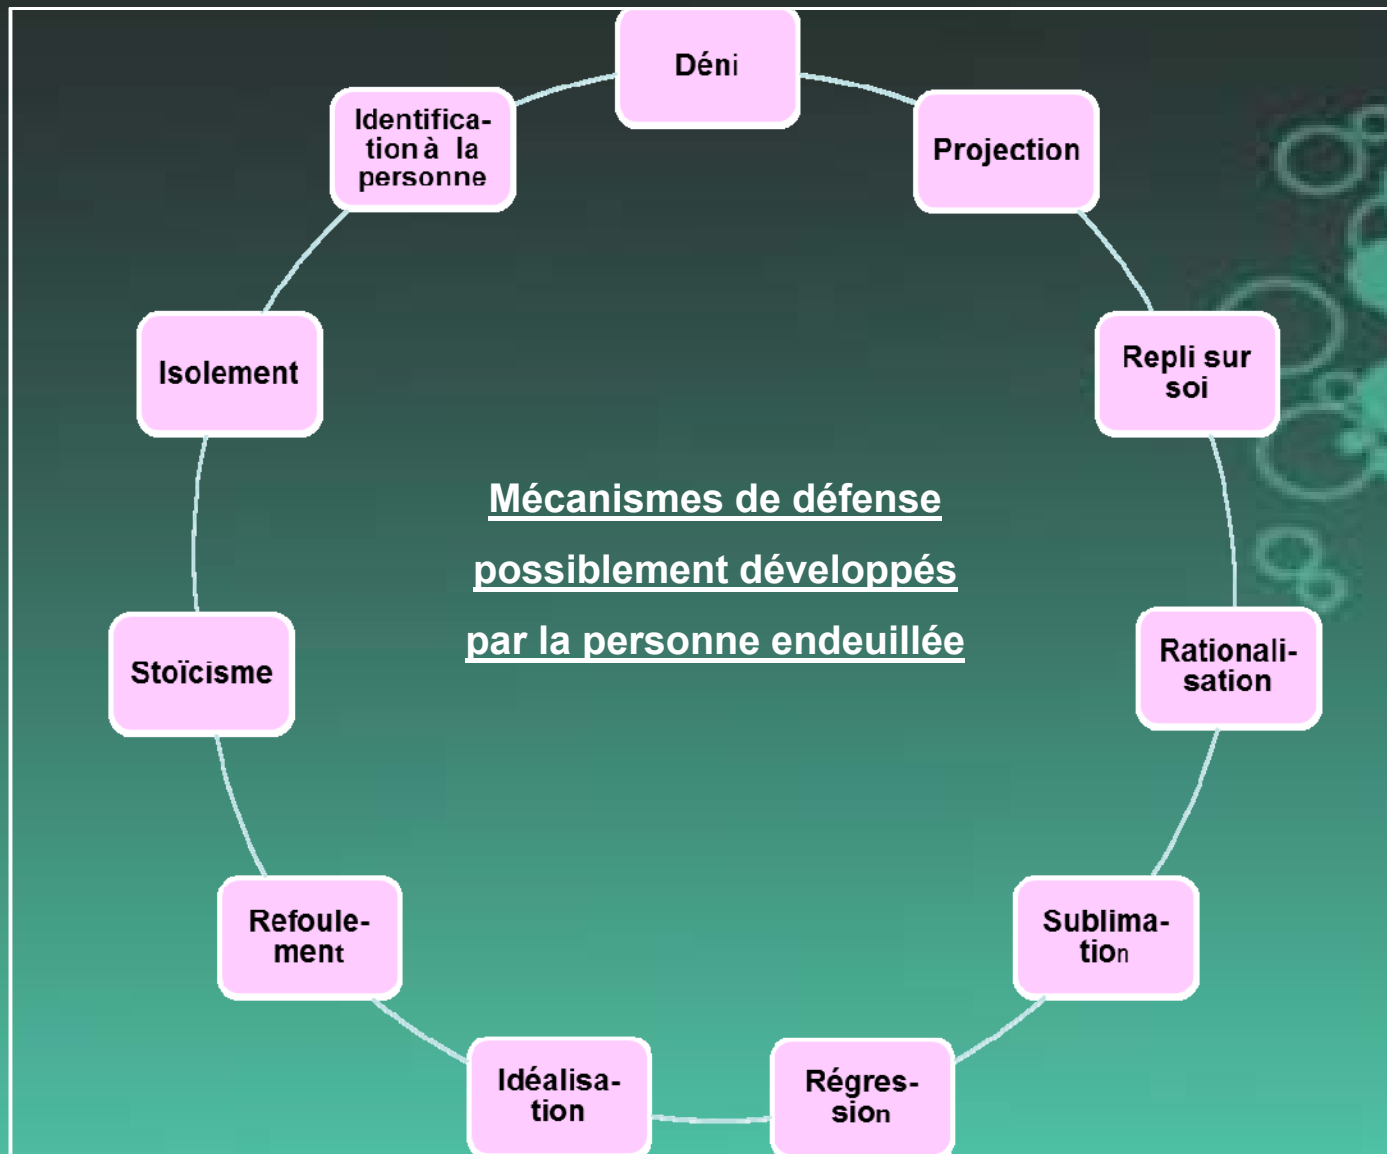 Déni
Projection
Repli sur
soi
Rationali-
sation
Sublima-
tion
Régres-
sion
Idéalisa-
tion
Refoule-
ment
Stoïcisme
Isolement
Identifica-
tion à la
personne
Mécanismes de défense
possiblement développés
par la personne endeuillée